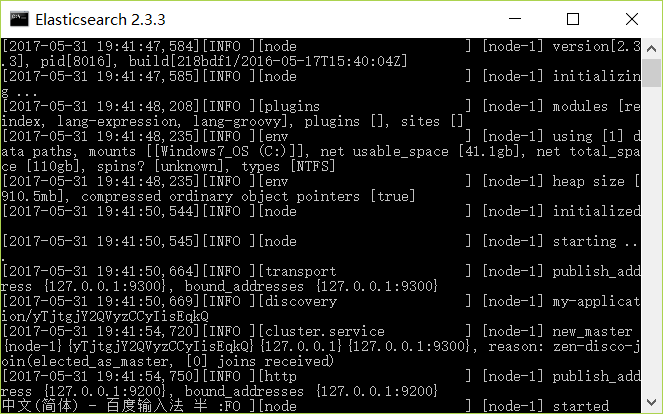 Elasticsearch 2.3.3
[2017-05-31 19:41:47,584][INFO ][node                     ] [node-1] version[2.3
.3], pid[8016], build[218bdf1/2016-05-17T15:40:04Z]
[2017-05-31 19:41:47,585][INFO ][node                     ] [node-1] initializin
g ...
[2017-05-31 19:41:48,208][INFO ][plugins                  ] [node-1] modules [re
index, lang-expression, lang-groovy], plugins [], sites []
[2017-05-31 19:41:48,235][INFO ][env                      ] [node-1] using [1] d
ata paths, mounts [[Windows7_OS (C:)]], net usable_space [41.1gb], net total_spa
ce [110gb], spins? [unknown], types [NTFS]
[2017-05-31 19:41:48,235][INFO ][env                      ] [node-1] heap size [
910.5mb], compressed ordinary object pointers [true]
[2017-05-31 19:41:50,544][INFO ][node                     ] [node-1] initialized
[2017-05-31 19:41:50,545][INFO ][node                     ] [node-1] starting ..
.
[2017-05-31 19:41:50,664][INFO ][transport                ] [node-1] publish_add
ress {127.0.0.1:9300}, bound_addresses {127.0.0.1:9300}
[2017-05-31 19:41:50,669][INFO ][discovery                ] [node-1] my-applicat
ion/yTjtgjY2QVyzCCyIisEqkQ
[2017-05-31 19:41:54,720][INFO ][cluster.service          ] [node-1] new_master
{node-1}{yTjtgjY2QVyzCCyIisEqkQ}{127.0.0.1}{127.0.0.1:9300}, reason: zen-disco-j
oin(elected_as_master, [0] joins received)
[2017-05-31 19:41:54,750][INFO ][http                     ] [node-1] publish_add
ress {127.0.0.1:9200}, bound_addresses {127.0.0.1:9200}
中文(简体) - 百度输入法 半 :FO ][node                     ] [node-1] started